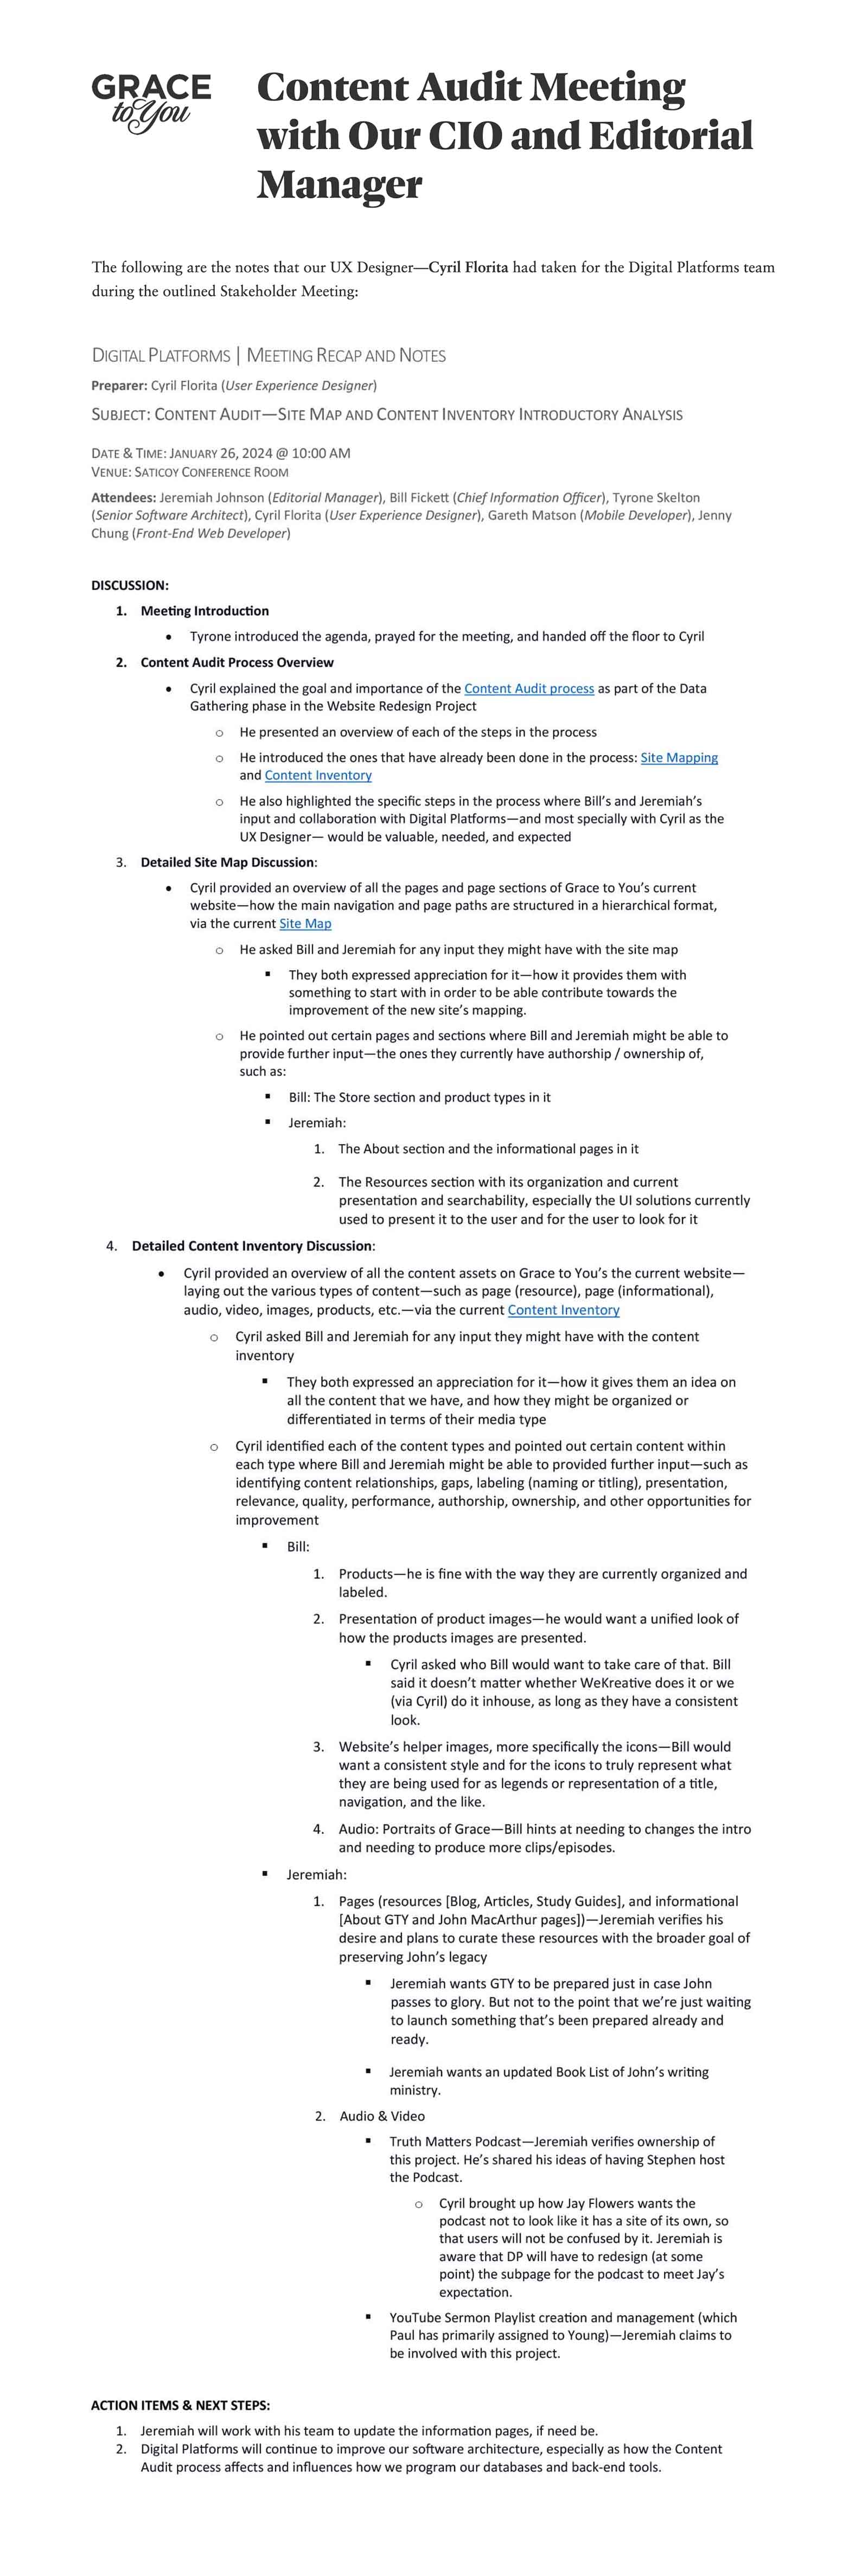 GRACE
to You
Content Audit Meeting
with Our CIO and Editorial
Manager
The following are the notes that our UX Designer—Cyril Florita had taken for the Digital Platforms team
during the outlined Stakeholder Meeting:
DIGITAL PLATFORMS | MEETING RECAP AND NOTES
Preparer: Cyril Florita (User Experience Designer)
SUBJECT: CONTENT AUDIT—SITE MAP AND CONTENT INVENTORY INTRODUCTORY ANALYSIS
DATE & TIME: JANUARY 26, 2024 @ 10:00 AM
VENUE: SATICOY CONFERENCE ROOM
Attendees: Jeremiah Johnson (Editorial Manager), Bill Fickett (Chief Information Officer), Tyrone Skelton
(Senior Software Architect), Cyril Florita (User Experience Designer), Gareth Matson (Mobile Developer), Jenny
Chung (Front-End Web Developer)
DISCUSSION:
1. Meeting Introduction
• Tyrone introduced the agenda, prayed for the meeting, and handed off the floor to Cyril
2. Content Audit Process Overview
• Cyril explained the goal and importance of the Content Audit process as part of the Data
Gathering phase in the Website Redesign Project
o He presented an overview of each of the steps in the process
o He introduced the ones that have already been done in the process: Site Mapping
and Content Inventory
o He also highlighted the specific steps in the process where Bill’s and Jeremiah’s
input and collaboration with Digital Platforms—and most specially with Cyril as the
UX Designer— would be valuable, needed, and expected
3. Detailed Site Map Discussion:
• Cyril provided an overview of all the pages and page sections of Grace to You’s current
website—how the main navigation and page paths are structured in a hierarchical format,
via the current Site Map
o He asked Bill and Jeremiah for any input they might have with the site map
▪ They both expressed appreciation for it—how it provides them with
something to start with in order to be able contribute towards the
improvement of the new site’s mapping.
o He pointed out certain pages and sections where Bill and Jeremiah might be able to
provide further input—the ones they currently have authorship / ownership of,
such as:
▪ Bill: The Store section and product types in it
▪ Jeremiah:
1. The About section and the informational pages in it
2. The Resources section with its organization and current
presentation and searchability, especially the UI solutions currently
used to present it to the user and for the user to look for it
4. Detailed Content Inventory Discussion:
• Cyril provided an overview of all the content assets on Grace to You’s the current website—
laying out the various types of content—such as page (resource), page (informational),
audio, video, images, products, etc.—via the current Content Inventory
o Cyril asked Bill and Jeremiah for any input they might have with the content
inventory
▪ They both expressed an appreciation for it—how it gives them an idea on
all the content that we have, and how they might be organized or
differentiated in terms of their media type
o Cyril identified each of the content types and pointed out certain content within
each type where Bill and Jeremiah might be able to provided further input—such as
identifying content relationships, gaps, labeling (naming or titling), presentation,
relevance, quality, performance, authorship, ownership, and other opportunities for
improvement
▪ Bill:
1. Products—he is fine with the way they are currently organized and
labeled.
2. Presentation of product images—he would want a unified look of
how the products images are presented.
▪ Cyril asked who Bill would want to take care of that. Bill
said it doesn’t matter whether WeKreative does it or we
(via Cyril) do it inhouse, as long as they have a consistent
look.
3. Website’s helper images, more specifically the icons—Bill would
want a consistent style and for the icons to truly represent what
they are being used for as legends or representation of a title,
navigation, and the like.
4. Audio: Portraits of Grace—Bill hints at needing to changes the intro
and needing to produce more clips/episodes.
▪ Jeremiah:
1. Pages (resources [Blog, Articles, Study Guides], and informational
[About GTY and John MacArthur pages])—Jeremiah verifies his
desire and plans to curate these resources with the broader goal of
preserving John’s legacy
▪ Jeremiah wants GTY to be prepared just in case John
passes to glory. But not to the point that we’re just waiting
to launch something that’s been prepared already and
ready.
▪ Jeremiah wants an updated Book List of John’s writing
ministry.
2. Audio & Video
▪ Truth Matters Podcast—Jeremiah verifies ownership of
this project. He’s shared his ideas of having Stephen host
the Podcast.
o Cyril brought up how Jay Flowers wants the
podcast not to look like it has a site of its own, so
that users will not be confused by it. Jeremiah is
aware that DP will have to redesign (at some
point) the subpage for the podcast to meet Jay’s
expectation.
▪ YouTube Sermon Playlist creation and management (which
Paul has primarily assigned to Young)—Jeremiah claims to
be involved with this project.
ACTION ITEMS & NEXT STEPS:
1. Jeremiah will work with his team to update the information pages, if need be.
2. Digital Platforms will continue to improve our software architecture, especially as how the Content
Audit process affects and influences how we program our databases and back-end tools.